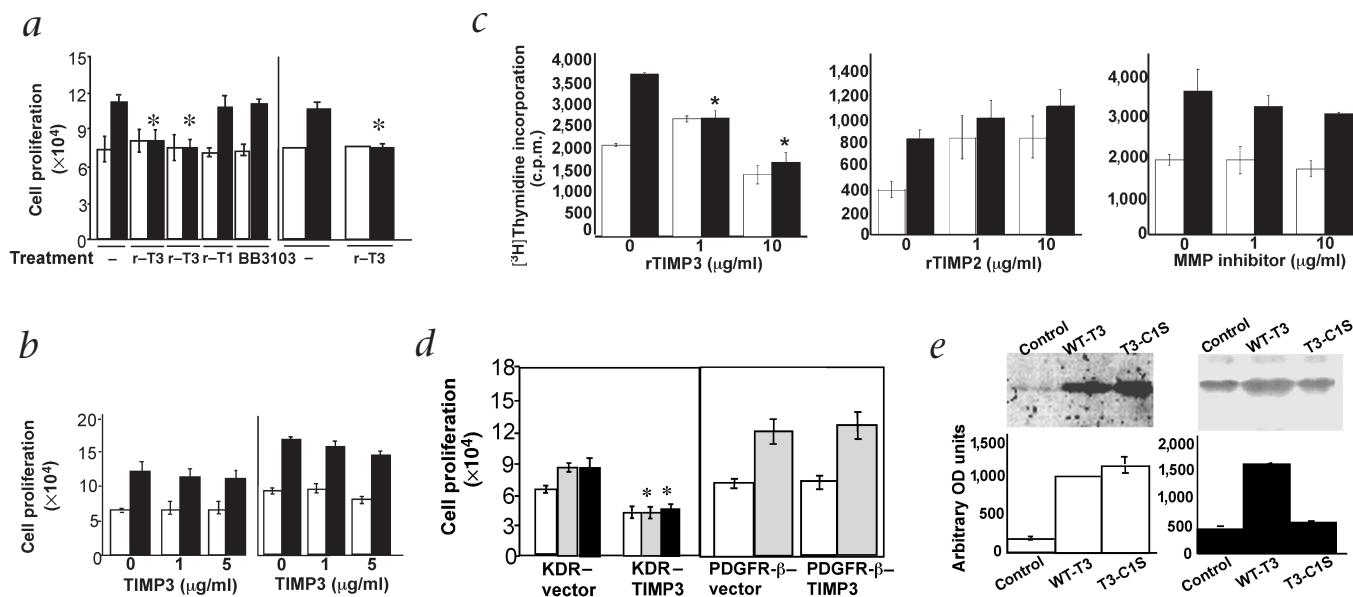 a
Cell proliferation
(×10⁴)
15
12
9
6
3
0
* * *
Treatment – r–T3 r–T3 r–T1 BB3103 – r–T3
b
Cell proliferation
(×10⁴)
20
15
10
5
0
0 1 5 0 1 5
TIMP3 (μg/ml) TIMP3 (μg/ml)
c
[³H]Thymidine incorporation
(c.p.m.)
4,000
3,500
3,000
2,500
2,000
1,500
1,000
500
0
* *
0 1 10
rTIMP3 (μg/ml)
1,400
1,200
1,000
800
600
400
200
0
0 1 10
rTIMP2 (μg/ml)
4,000
3,000
2,000
1,000
0
0 1 10
MMP inhibitor (μg/ml)
d
Cell proliferation
(×10⁴)
18
15
12
9
6
3
0
* *
KDR–
vector
KDR–
TIMP3
PDGFR-β–
vector
PDGFR-β–
TIMP3
e
Control WT-T3 T3-C1S
Control WT-T3 T3-C1S
Arbitrary OD units
1,500
1,000
500
0
Control WT-T3 T3-C1S
2,000
1,500
1,000
500
0
Control WT-T3 T3-C1S